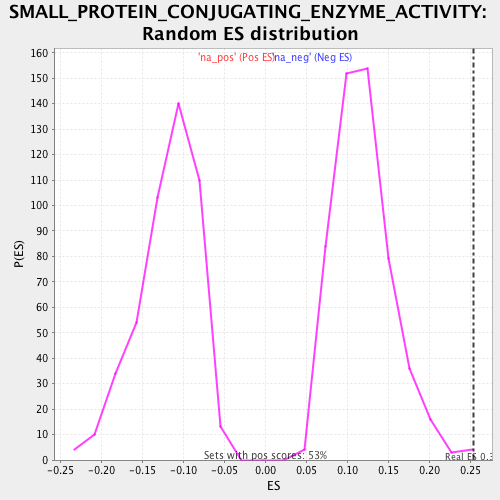 SMALL_PROTEIN_CONJUGATING_ENZYME_ACTIVITY:
Random ES distribution
'na_pos' (Pos ES) 'na_neg' (Neg ES)
160
150
140
130
120
110
100
90
80
70
60
50
40
30
20
10
0
P(ES)
Sets with pos scores: 53%
Real ES 0.3
-0.25 -0.20 -0.15 -0.10 -0.05 0.00 0.05 0.10 0.15 0.20 0.25
ES